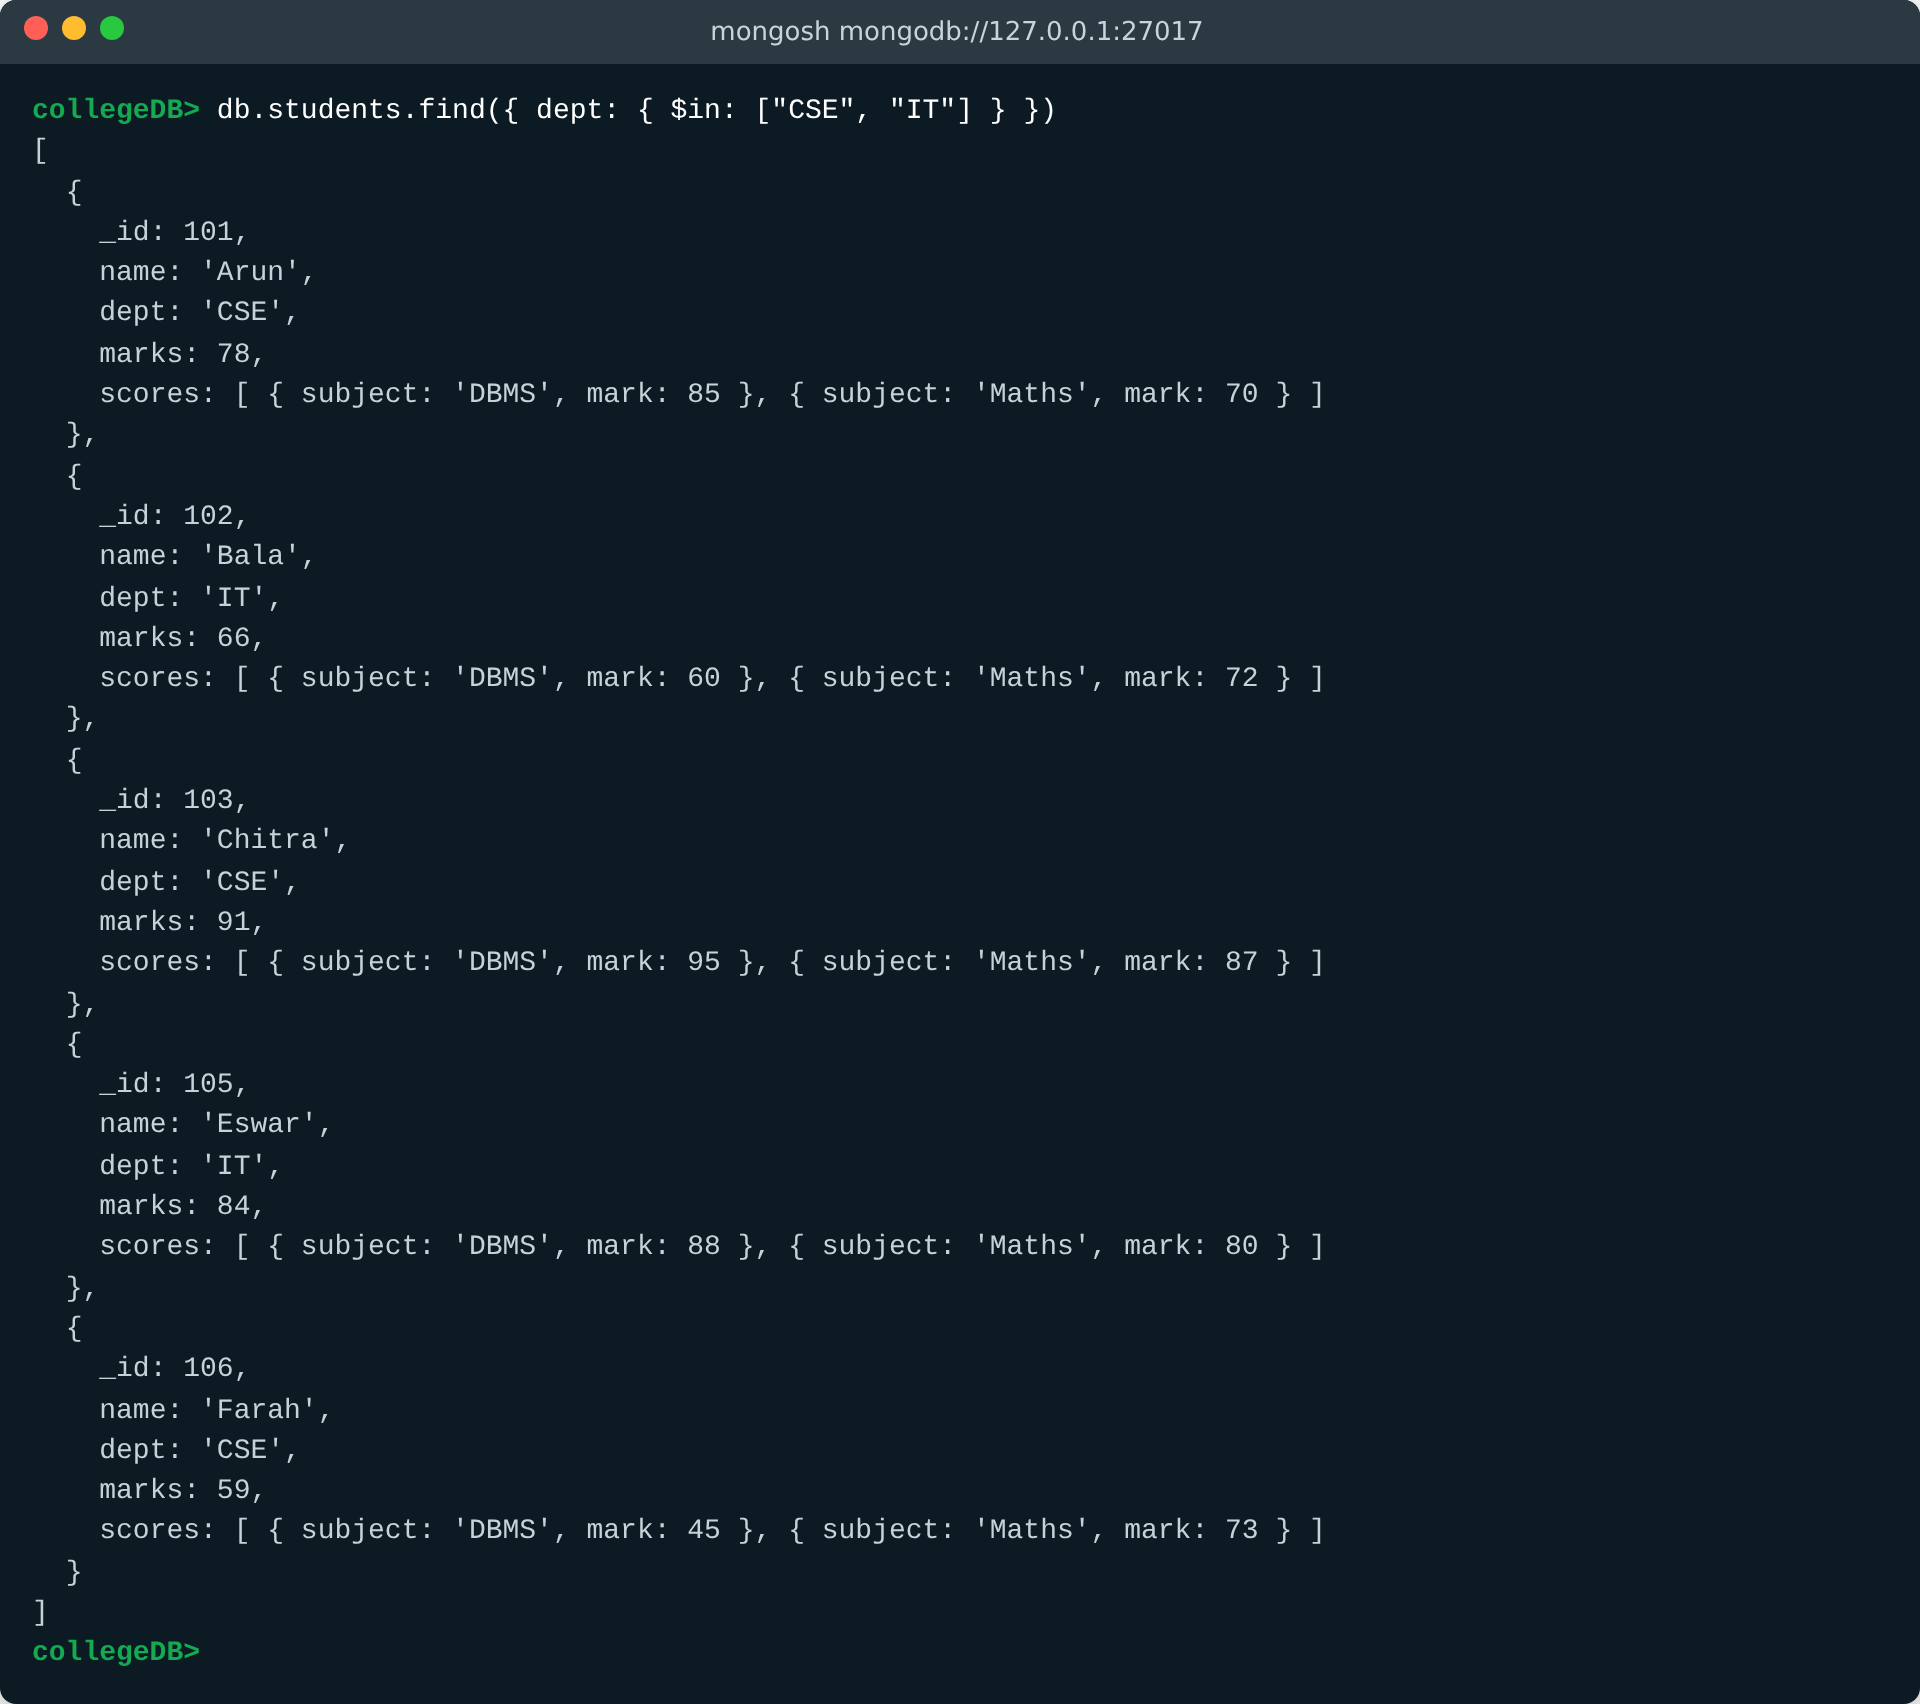 mongosh mongodb://127.0.0.1:27017
collegeDB> db.students.find({ dept: { $in: ["CSE", "IT"] } })
[
  {
    _id: 101,
    name: 'Arun',
    dept: 'CSE',
    marks: 78,
    scores: [ { subject: 'DBMS', mark: 85 }, { subject: 'Maths', mark: 70 } ]
  },
  {
    _id: 102,
    name: 'Bala',
    dept: 'IT',
    marks: 66,
    scores: [ { subject: 'DBMS', mark: 60 }, { subject: 'Maths', mark: 72 } ]
  },
  {
    _id: 103,
    name: 'Chitra',
    dept: 'CSE',
    marks: 91,
    scores: [ { subject: 'DBMS', mark: 95 }, { subject: 'Maths', mark: 87 } ]
  },
  {
    _id: 105,
    name: 'Eswar',
    dept: 'IT',
    marks: 84,
    scores: [ { subject: 'DBMS', mark: 88 }, { subject: 'Maths', mark: 80 } ]
  },
  {
    _id: 106,
    name: 'Farah',
    dept: 'CSE',
    marks: 59,
    scores: [ { subject: 'DBMS', mark: 45 }, { subject: 'Maths', mark: 73 } ]
  }
]
collegeDB>